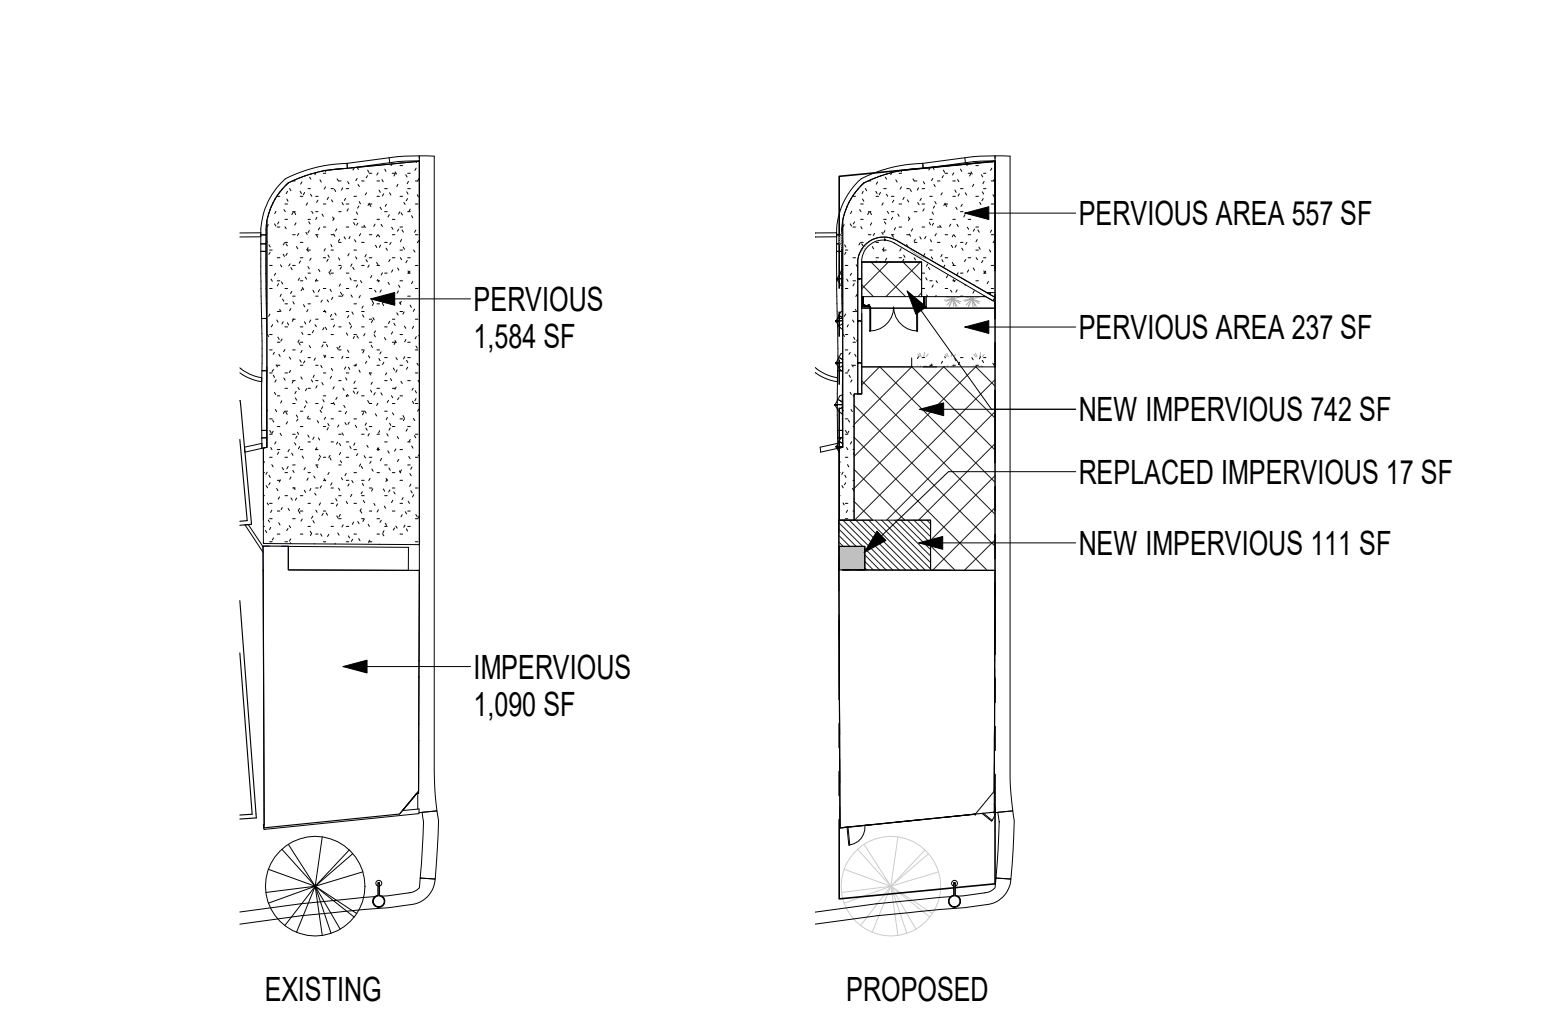 PERVIOUS
1,584 SF
IMPERVIOUS
1,090 SF
EXISTING
PERVIOUS AREA 557 SF
PERVIOUS AREA 237 SF
NEW IMPERVIOUS 742 SF
REPLACED IMPERVIOUS 17 SF
NEW IMPERVIOUS 111 SF
PROPOSED